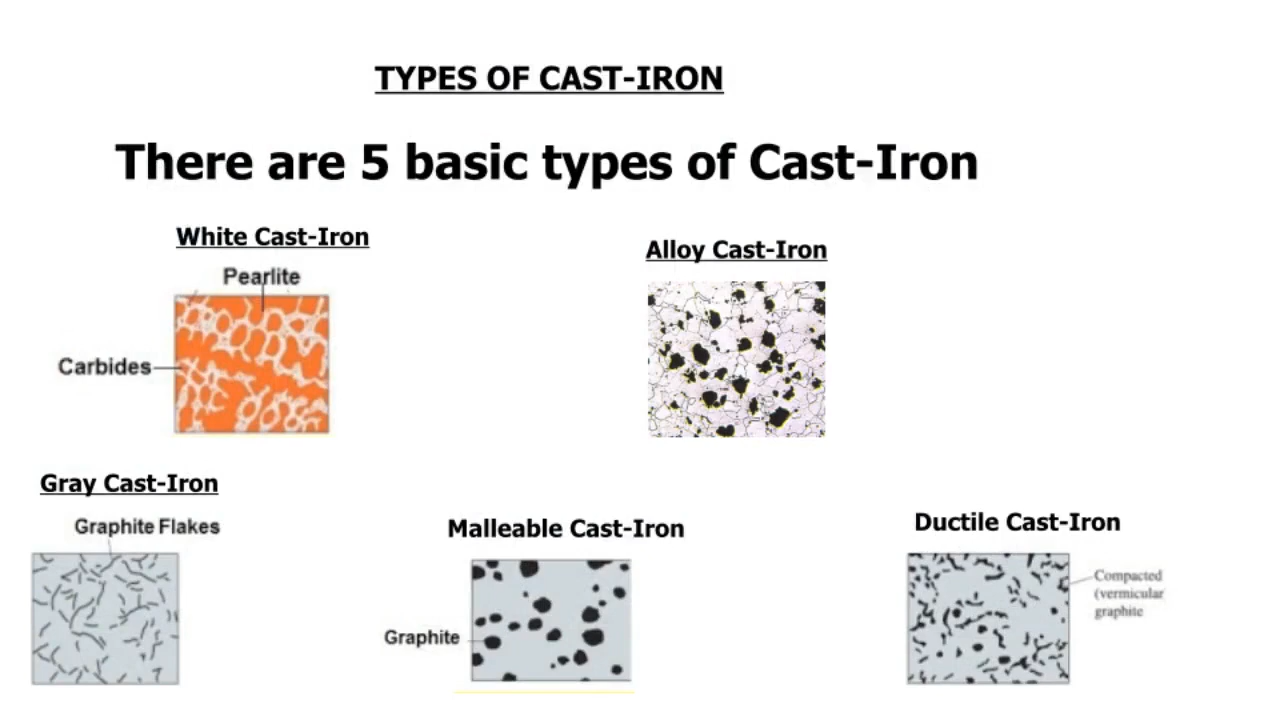 TYPES OF CAST-IRON
There are 5 basic types of Cast-Iron
White Cast-Iron
Pearlite
Carbides
Alloy Cast-Iron
Gray Cast-Iron
Graphite Flakes
Malleable Cast-Iron
Graphite
Ductile Cast-Iron
Compacted
(vermicular
graphite